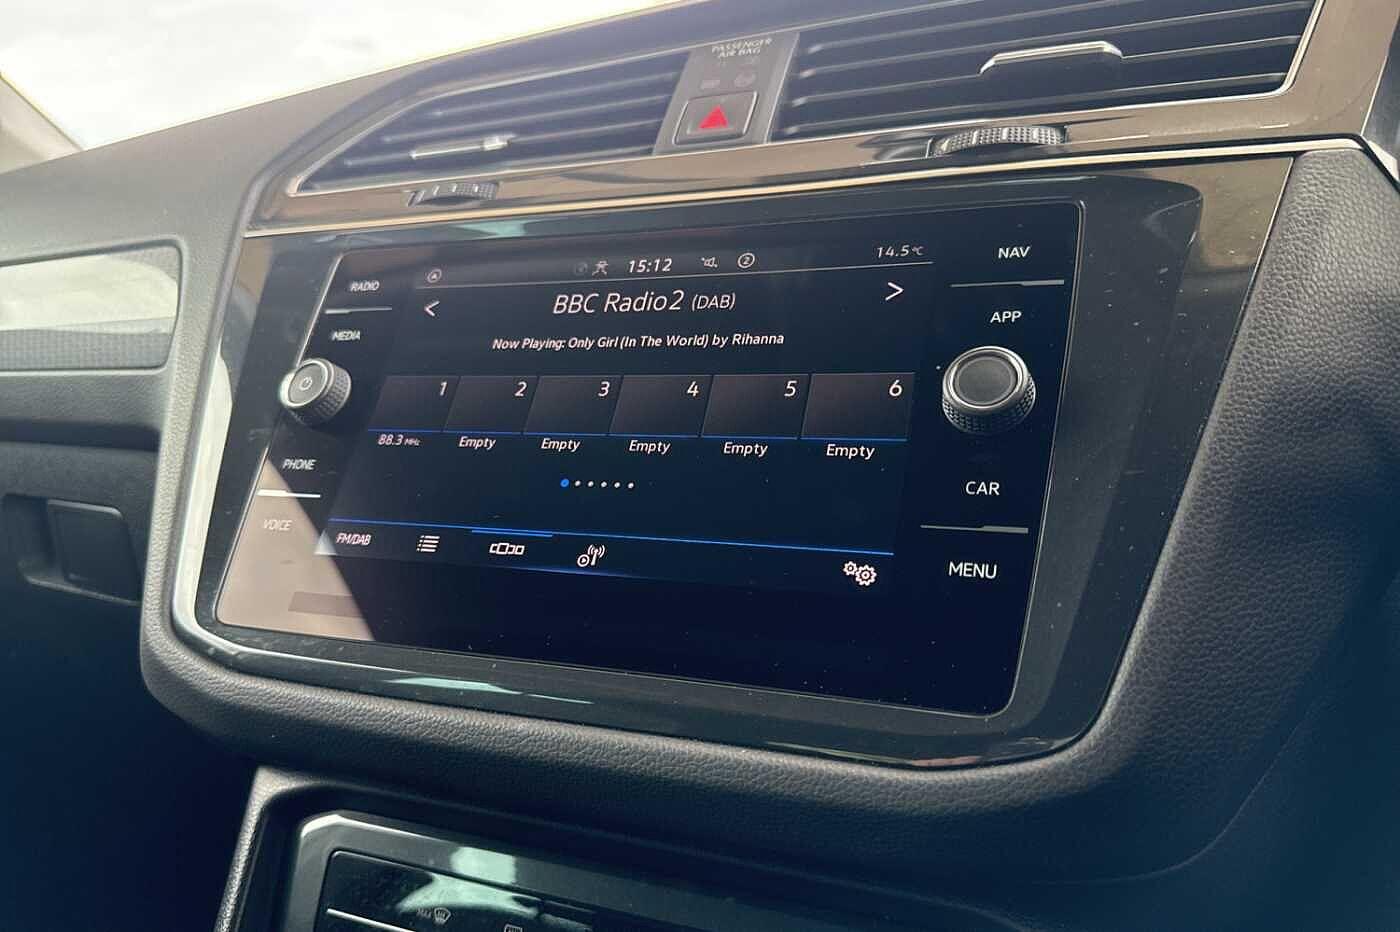 PASSENGER
AIR BAG
15:12
2
14.5°C
RADIO
NAV
BBC Radio2 (DAB)
MEDIA
APP
Now Playing: Only Girl (In The World) by Rihanna
1 2 3 4 5 6
88.3 MHz Empty Empty Empty Empty Empty
PHONE
CAR
VOICE
FM/DAB
MENU
MAX